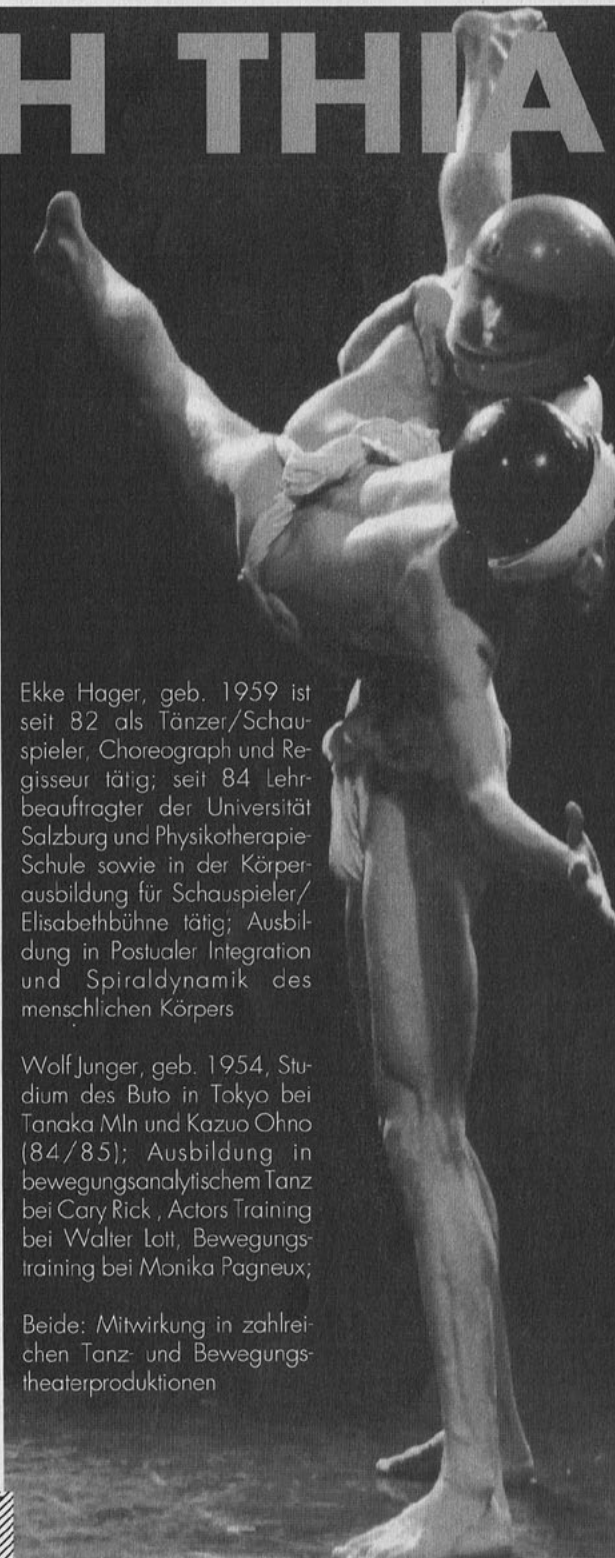 H THIA
Ekke Hager, geb. 1959 ist
seit 82 als Tänzer/Schau-
spieler, Choreograph und Re-
gisseur tätig; seit 84 Lehr-
beauftragter der Universität
Salzburg und Physikotherapie-
Schule sowie in der Körper-
ausbildung für Schauspieler/
Elisabethbühne tätig; Ausbil-
dung in Postualer Integration
und Spiraldynamik des
menschlichen Körpers
Wolf Junger, geb. 1954, Stu-
dium des Buto in Tokyo bei
Tanaka MIn und Kazuo Ohno
(84/85); Ausbildung in
bewegungsanalytischem Tanz
bei Cary Rick , Actors Training
bei Walter Lott, Bewegungs-
training bei Monika Pagneux;
Beide: Mitwirkung in zahlrei-
chen Tanz- und Bewegungs-
theaterproduktionen